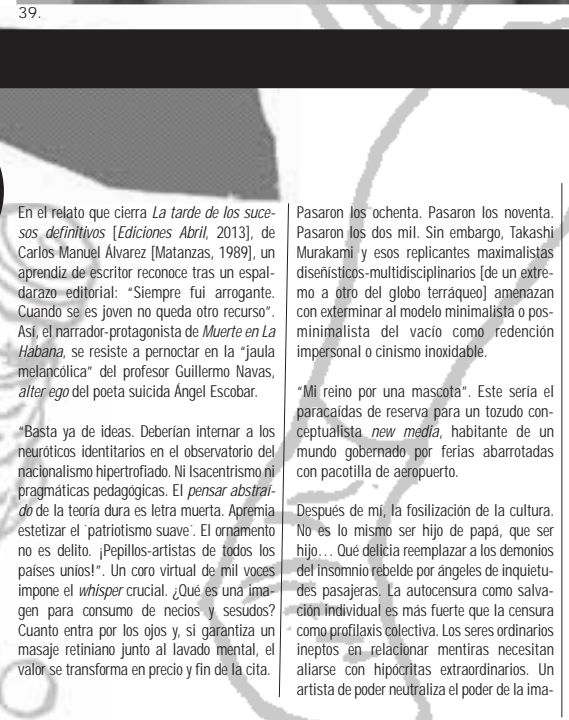 39.
En el relato que cierra La tarde de los suce-
sos definitivos [Ediciones Abril, 2013], de
Carlos Manuel Álvarez [Matanzas, 1989], un
aprendiz de escritor reconoce tras un espal-
darazo editorial: “Siempre fui arrogante.
Cuando se es joven no queda otro recurso”.
Así, el narrador-protagonista de Muerte en La
Habana, se resiste a pernoctar en la “jaula
melancólica” del profesor Guillermo Navas,
alter ego del poeta suicida Ángel Escobar.
“Basta ya de ideas. Deberían internar a los
neuróticos identitarios en el observatorio del
nacionalismo hipertrofiado. Ni Isacentrismo ni
pragmáticas pedagógicas. El pensar abstraí-
do de la teoría dura es letra muerta. Apremia
estetizar el ‵patriotismo suave′. El ornamento
no es delito. ¡Pepillos-artistas de todos los
países uníos!”. Un coro virtual de mil voces
impone el whisper crucial. ¿Qué es una ima-
gen para consumo de necios y sesudos?
Cuanto entra por los ojos y, si garantiza un
masaje retiniano junto al lavado mental, el
valor se transforma en precio y fin de la cita.
Pasaron los ochenta. Pasaron los noventa.
Pasaron los dos mil. Sin embargo, Takashi
Murakami y esos replicantes maximalistas
diseñísticos-multidisciplinarios [de un extre-
mo a otro del globo terráqueo] amenazan
con exterminar al modelo minimalista o pos-
minimalista del vacío como redención
impersonal o cinismo inoxidable.
“Mi reino por una mascota”. Este sería el
paracaídas de reserva para un tozudo con-
ceptualista new media, habitante de un
mundo gobernado por ferias abarrotadas
con pacotilla de aeropuerto.
Después de mí, la fosilización de la cultura.
No es lo mismo ser hijo de papá, que ser
hijo… Qué delicia reemplazar a los demonios
del insomnio rebelde por ángeles de inquietu-
des pasajeras. La autocensura como salva-
ción individual es más fuerte que la censura
como profilaxis colectiva. Los seres ordinarios
ineptos en relacionar mentiras necesitan
aliarse con hipócritas extraordinarios. Un
artista de poder neutraliza el poder de la ima-